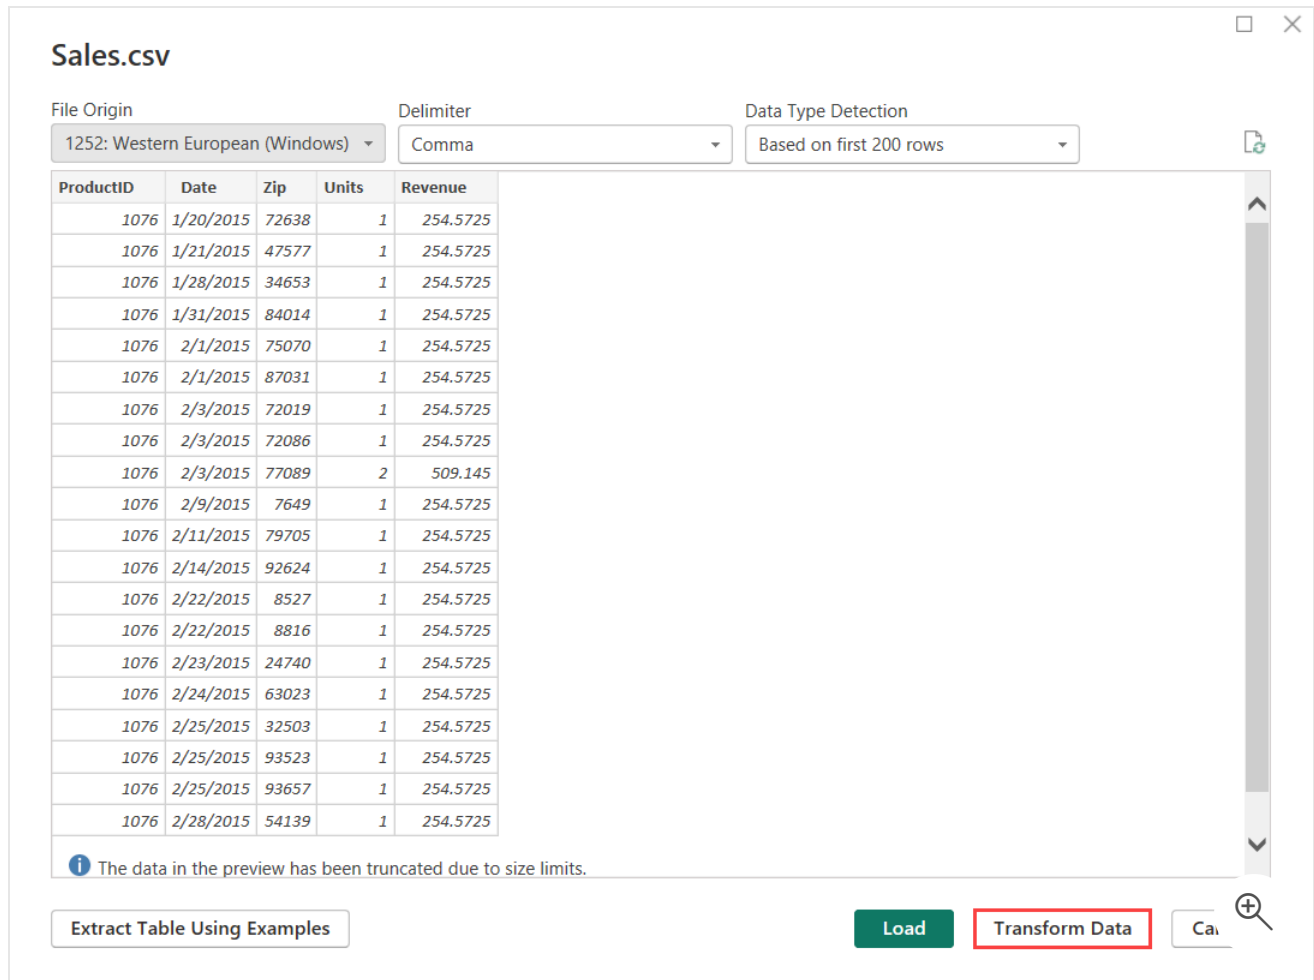 Sales.csv
File Origin Delimiter Data Type Detection
1252: Western European (Windows) Comma Based on first 200 rows
ProductID Date Zip Units Revenue
1076 1/20/2015 72638 1 254.5725
1076 1/21/2015 47577 1 254.5725
1076 1/28/2015 34653 1 254.5725
1076 1/31/2015 84014 1 254.5725
1076 2/1/2015 75070 1 254.5725
1076 2/1/2015 87031 1 254.5725
1076 2/3/2015 72019 1 254.5725
1076 2/3/2015 72086 1 254.5725
1076 2/3/2015 77089 2 509.145
1076 2/9/2015 7649 1 254.5725
1076 2/11/2015 79705 1 254.5725
1076 2/14/2015 92624 1 254.5725
1076 2/22/2015 8527 1 254.5725
1076 2/22/2015 8816 1 254.5725
1076 2/23/2015 24740 1 254.5725
1076 2/24/2015 63023 1 254.5725
1076 2/25/2015 32503 1 254.5725
1076 2/25/2015 93523 1 254.5725
1076 2/25/2015 93657 1 254.5725
1076 2/28/2015 54139 1 254.5725
The data in the preview has been truncated due to size limits.
Extract Table Using Examples Load Transform Data